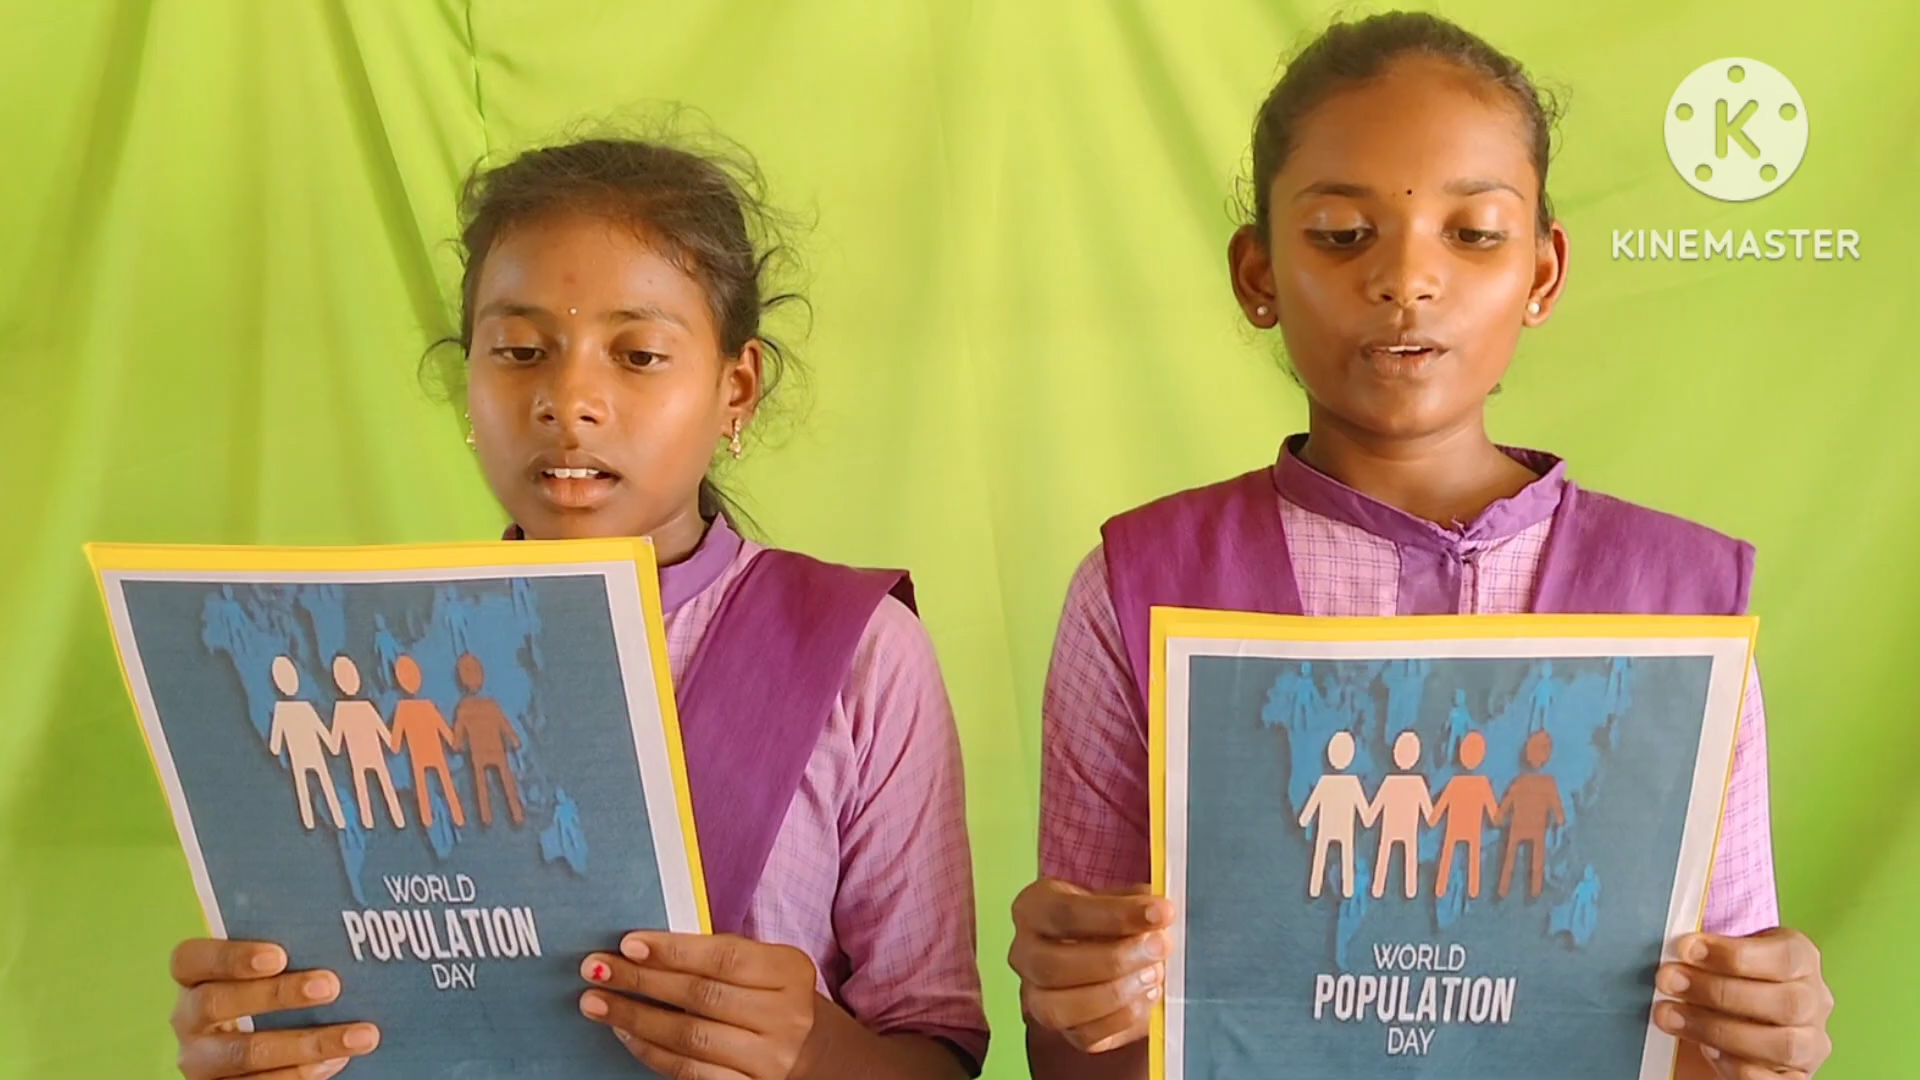 K
KINEMASTER
WORLD
POPULATION
DAY
WORLD
POPULATION
DAY